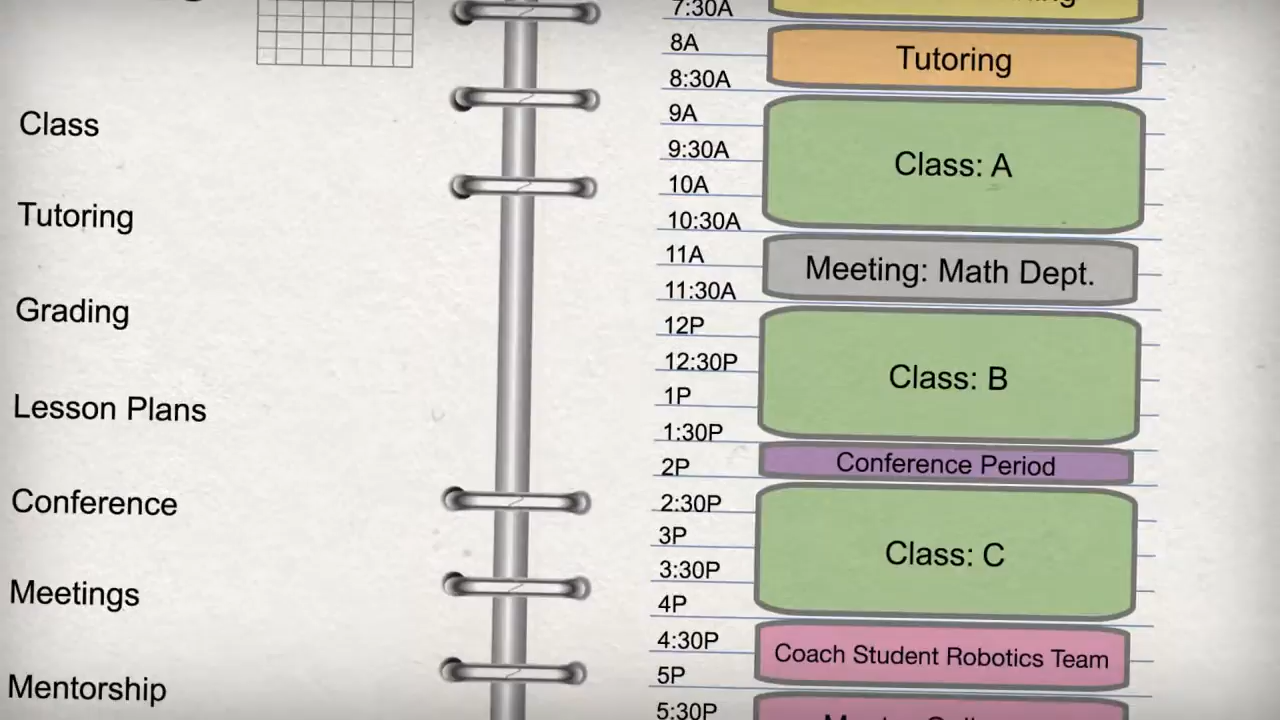 Class
Tutoring
Grading
Lesson Plans
Conference
Meetings
Mentorship
7:30A
8A
8:30A
9A
9:30A
10A
10:30A
11A
11:30A
12P
12:30P
1P
1:30P
2P
2:30P
3P
3:30P
4P
4:30P
5P
5:30P
Tutoring
Class: A
Meeting: Math Dept.
Class: B
Conference Period
Class: C
Coach Student Robotics Team